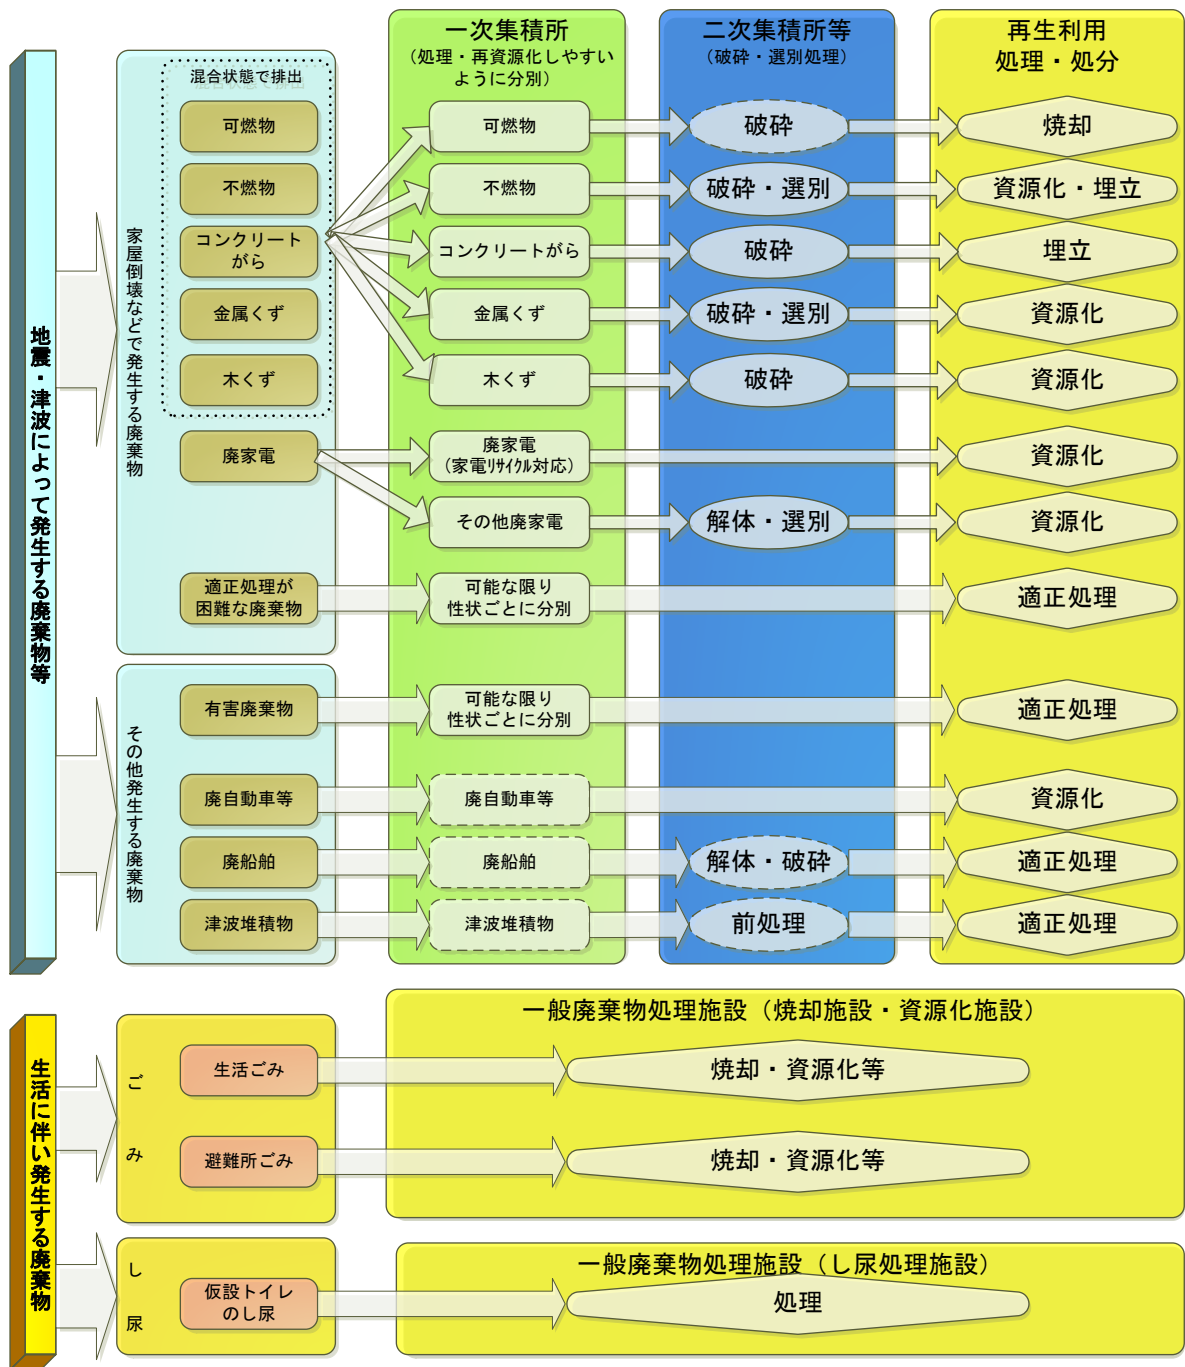 一次集積所
（処理・再資源化しやすい
ように分別）
二次集積所等
（破砕・選別処理）
再生利用
処理・処分
地震・津波によって発生する廃棄物等
家屋倒壊などで発生する廃棄物
混合状態で排出
可燃物
可燃物
破砕
焼却
不燃物
不燃物
破砕・選別
資源化・埋立
コンクリート
がら
コンクリートがら
破砕
埋立
金属くず
金属くず
破砕・選別
資源化
木くず
木くず
破砕
資源化
廃家電
廃家電
（家電ﾘｻｲｸﾙ対応）
資源化
その他廃家電
解体・選別
資源化
適正処理が
困難な廃棄物
可能な限り
性状ごとに分別
適正処理
その他発生する廃棄物
有害廃棄物
可能な限り
性状ごとに分別
適正処理
廃自動車等
廃自動車等
資源化
廃船舶
廃船舶
解体・破砕
適正処理
津波堆積物
津波堆積物
前処理
適正処理
生活に伴い発生する廃棄物
ごみ
一般廃棄物処理施設（焼却施設・資源化施設）
生活ごみ
焼却・資源化等
避難所ごみ
焼却・資源化等
し尿
一般廃棄物処理施設（し尿処理施設）
仮設トイレ
のし尿
処理